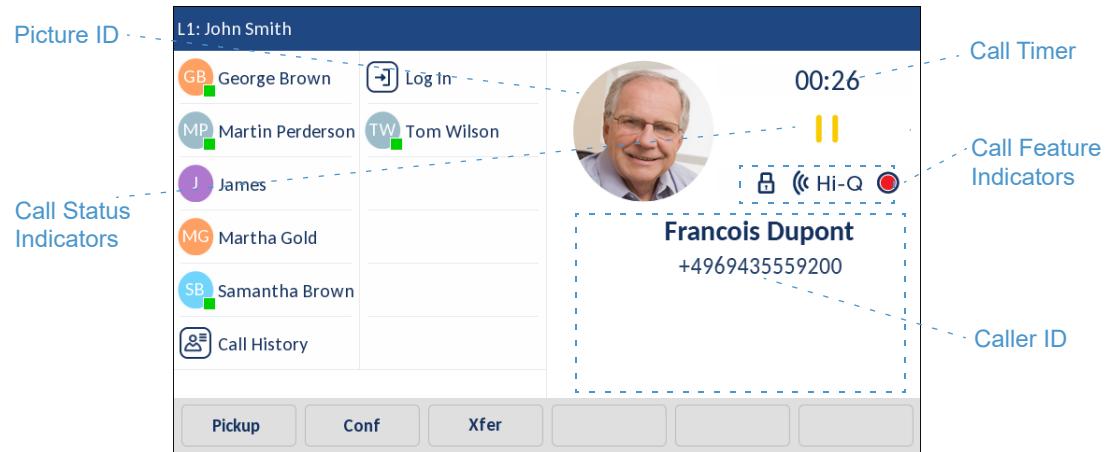 Picture ID
L1: John Smith
GB George Brown
Log In
MP Martin Perderson
TW Tom Wilson
J James
MG Martha Gold
SB Samantha Brown
Call History
00:26
Hi-Q
Francois Dupont
+4969435559200
Call Timer
Call Feature
Indicators
Call Status
Indicators
Caller ID
Pickup
Conf
Xfer